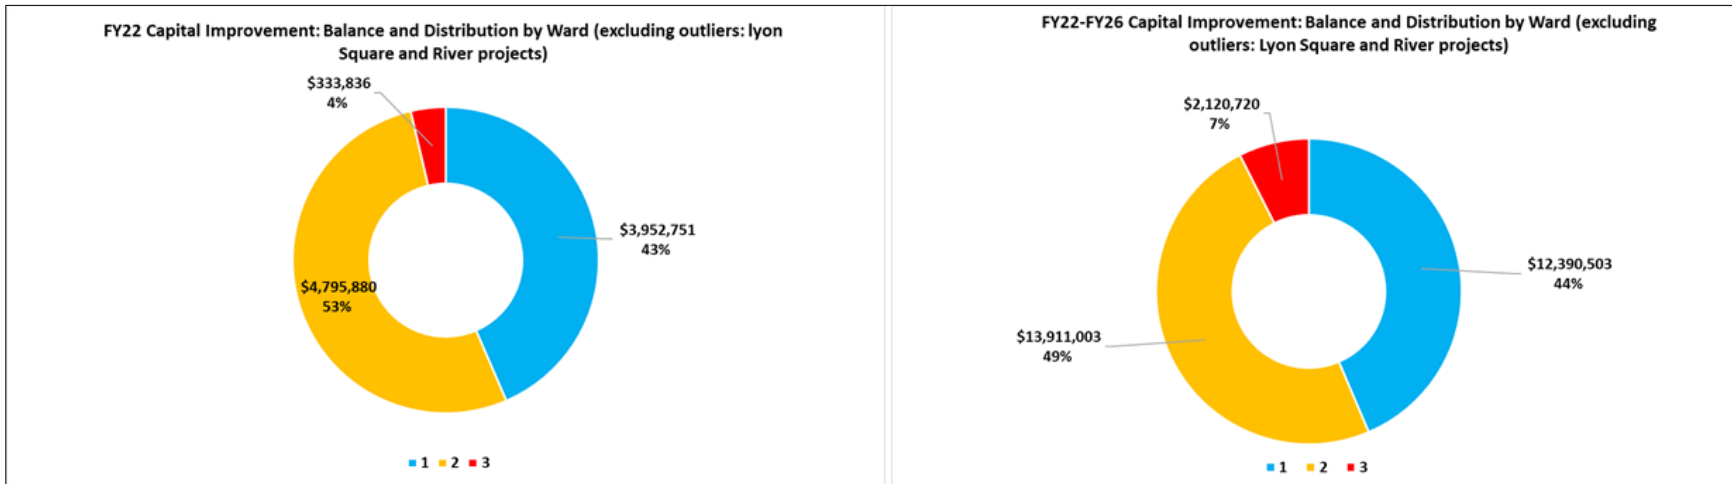 FY22 Capital Improvement: Balance and Distribution by Ward (excluding outliers: lyon
Square and River projects)
$333,836
4%
$3,952,751
43%
$4,795,880
53%
1 2 3
FY22-FY26 Capital Improvement: Balance and Distribution by Ward (excluding
outliers: Lyon Square and River projects)
$2,120,720
7%
$12,390,503
44%
$13,911,003
49%
1 2 3